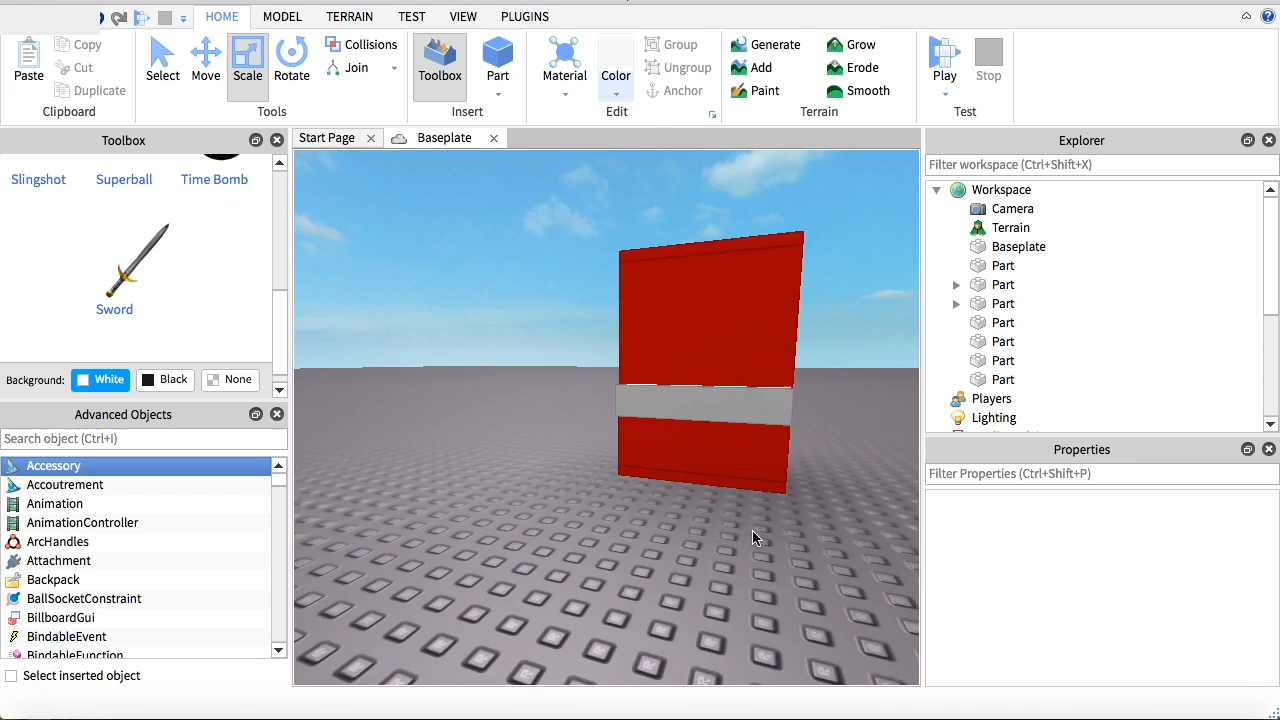 HOME MODEL TERRAIN TEST VIEW PLUGINS
Paste
Copy
Cut
Duplicate
Clipboard
Select Move Scale Rotate
Collisions
Join
Tools
Toolbox Part
Insert
Material Color
Group
Ungroup
Anchor
Edit
Generate Grow
Add Erode
Paint Smooth
Terrain
Play Stop
Test
Toolbox
Slingshot Superball Time Bomb
Sword
Background: White Black None
Advanced Objects
Search object (Ctrl+I)
Accessory
Accoutrement
Animation
AnimationController
ArcHandles
Attachment
Backpack
BallSocketConstraint
BillboardGui
BindableEvent
BindableFunction
Select inserted object
Start Page Baseplate
Explorer
Filter workspace (Ctrl+Shift+X)
Workspace
Camera
Terrain
Baseplate
Part
Part
Part
Part
Part
Part
Part
Players
Lighting
Properties
Filter Properties (Ctrl+Shift+P)